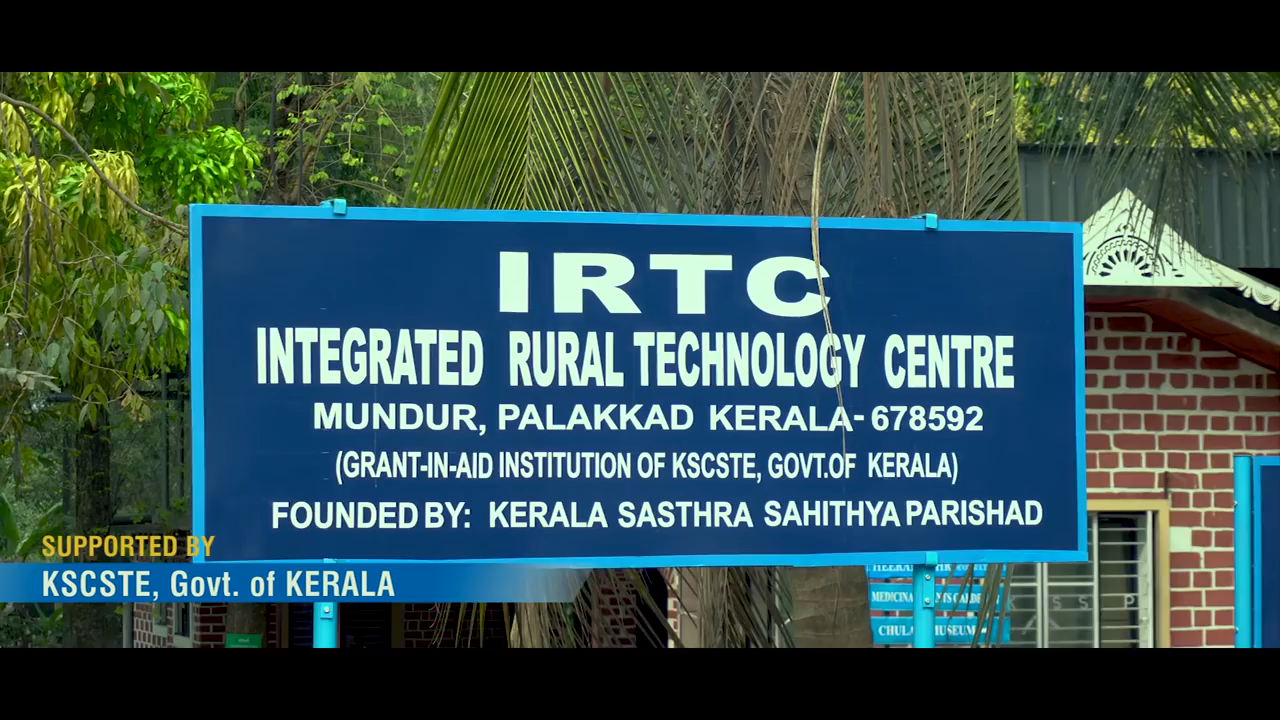 IRTC
INTEGRATED RURAL TECHNOLOGY CENTRE
MUNDUR, PALAKKAD KERALA-678592
(GRANT-IN-AID INSTITUTION OF KSCSTE, GOVT.OF KERALA)
FOUNDED BY: KERALA SASTHRA SAHITHYA PARISHAD
SUPPORTED BY
KSCSTE, Govt. of KERALA
K S S P
MUSEUM